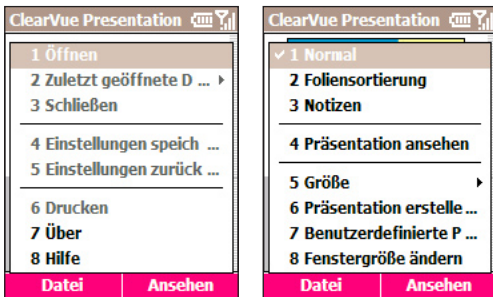 ClearVue Presentation
1 Öffnen
2 Zuletzt geöffnete D ...
3 Schließen
4 Einstellungen speich ...
5 Einstellungen zurück ...
6 Drucken
7 Über
8 Hilfe
Datei Ansehen
ClearVue Presentation
1 Normal
2 Foliensortierung
3 Notizen
4 Präsentation ansehen
5 Größe
6 Präsentation erstelle ...
7 Benutzerdefinierte P ...
8 Fenstergröße ändern
Datei Ansehen